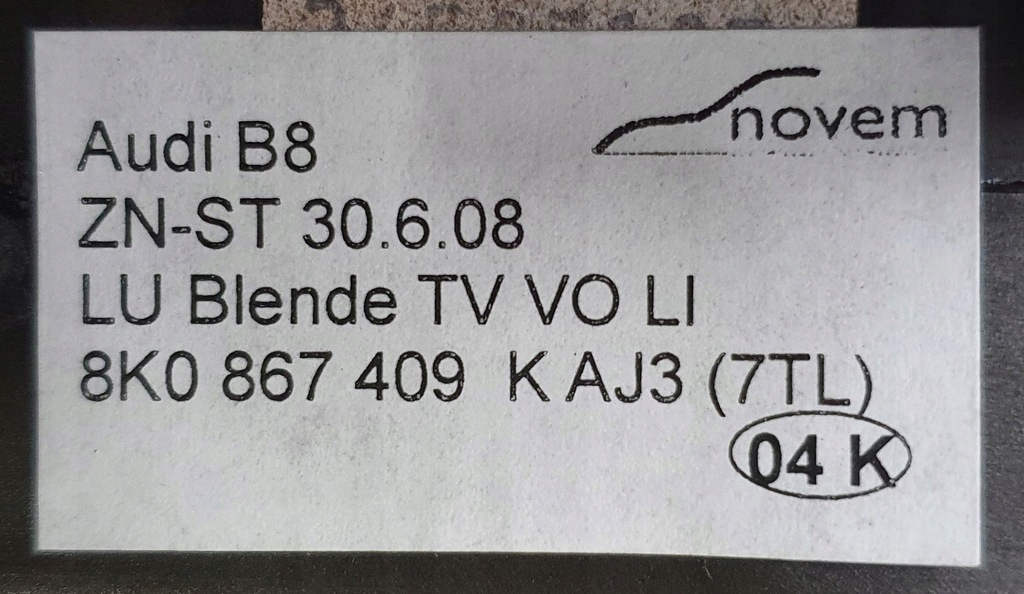 novem
Audi B8
ZN-ST 30.6.08
LU Blende TV VO LI
8K0 867 409 K AJ3 (7TL)
04 K